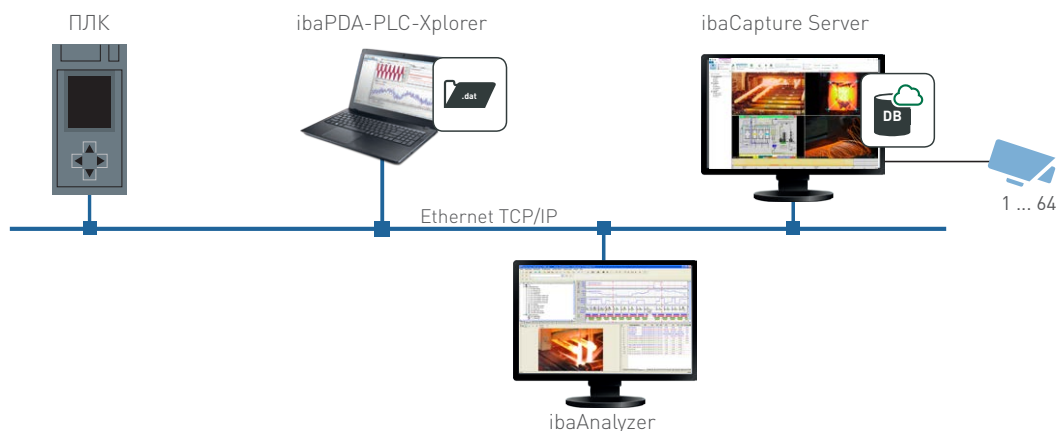 ПЛК
ibaPDA-PLC-Xplorer
ibaCapture Server
.dat
DB
1 ... 64
Ethernet TCP/IP
ibaAnalyzer